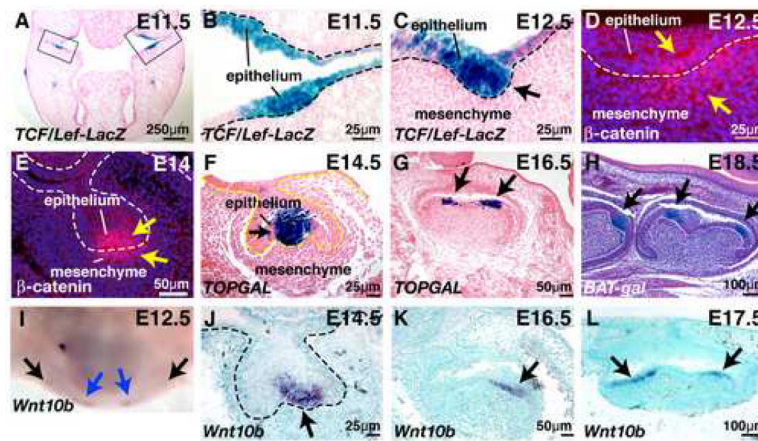 A E11.5
epithelium
TCF/Lef-LacZ 250µm
B E11.5
epithelium
TCF/Lef-LacZ 25µm
C E12.5
epithelium
mesenchyme
TCF/Lef-LacZ 25µm
D E12.5
epithelium
mesenchyme
β-catenin 25µm
E E14
epithelium
mesenchyme
β-catenin 50µm
F E14.5
epithelium
mesenchyme
TOPGAL 25µm
G E16.5
TOPGAL 50µm
H E18.5
BAT-gal 100µm
I E12.5
Wnt10b
J E14.5
Wnt10b 25µm
K E16.5
Wnt10b 50µm
L E17.5
Wnt10b 100µm